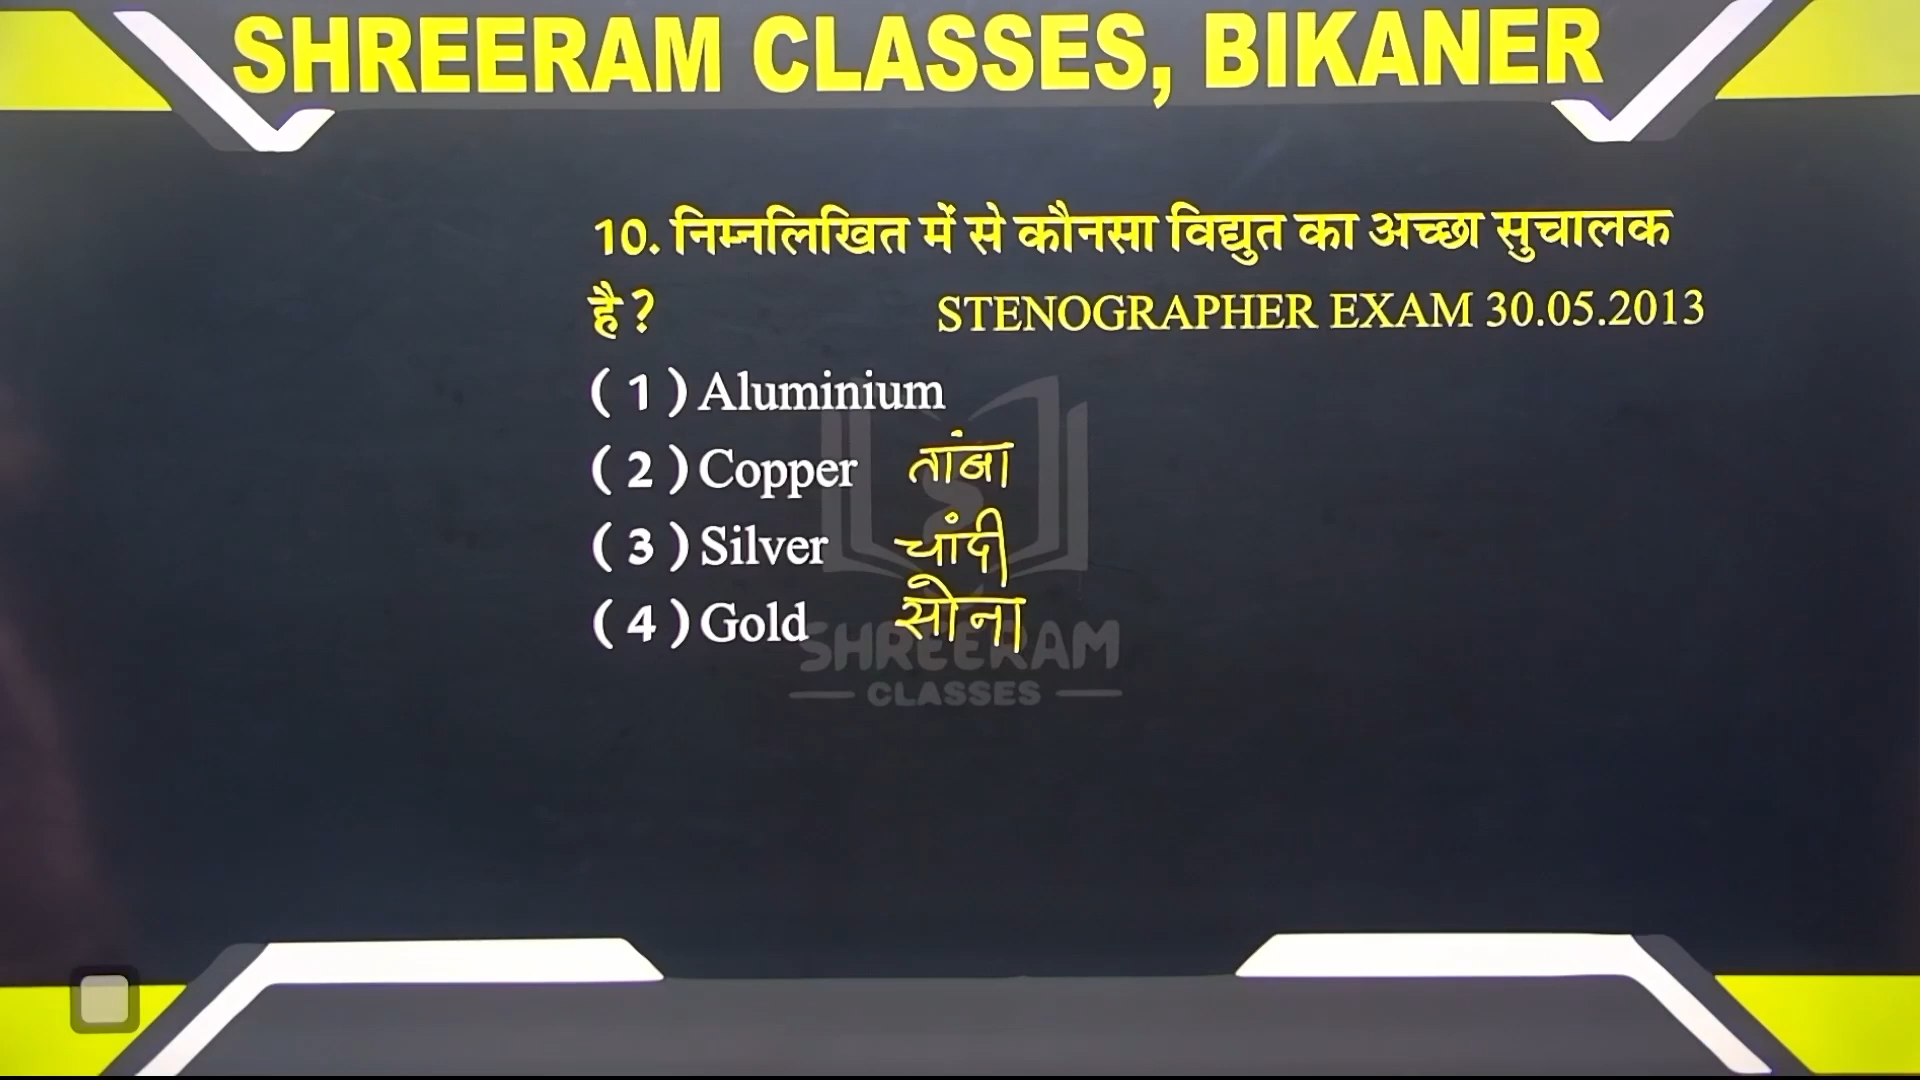 SHREERAM CLASSES, BIKANER
10. निम्नलिखित में से कौनसा विद्युत का अच्छा सुचालक
है ? STENOGRAPHER EXAM 30.05.2013
( 1 ) Aluminium
( 2 ) Copper तांबा
( 3 ) Silver चांदी
( 4 ) Gold सोना
SHREERAM
CLASSES